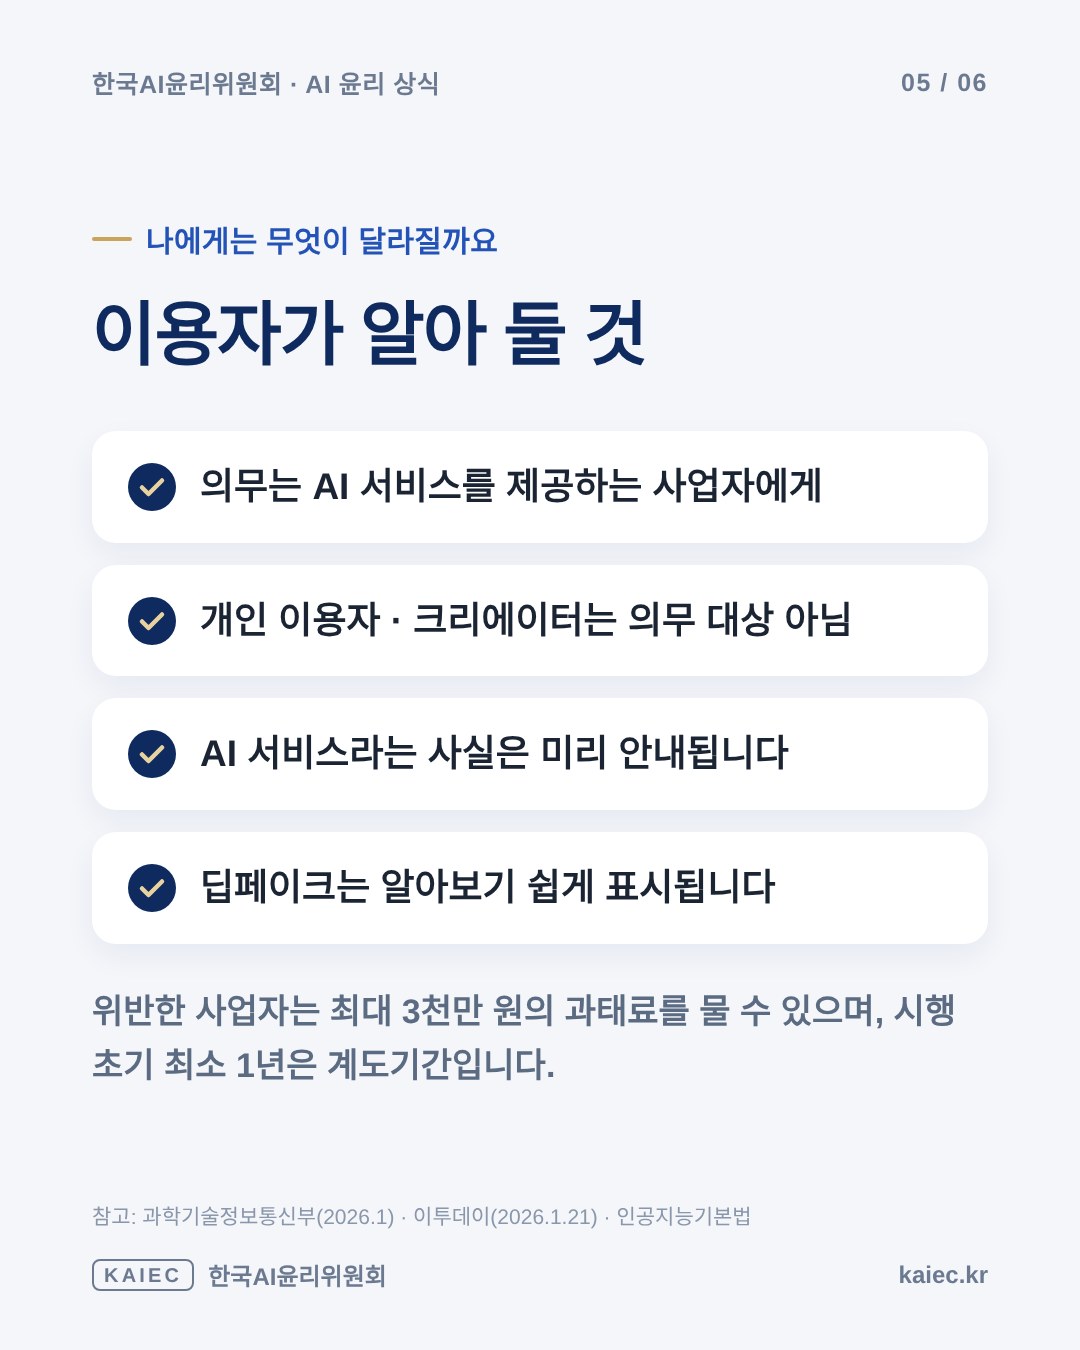 한국AI윤리위원회 · AI 윤리 상식
05 / 06
나에게는 무엇이 달라질까요
이용자가 알아 둘 것
의무는 AI 서비스를 제공하는 사업자에게
개인 이용자 · 크리에이터는 의무 대상 아님
AI 서비스라는 사실은 미리 안내됩니다
딥페이크는 알아보기 쉽게 표시됩니다
위반한 사업자는 최대 3천만 원의 과태료를 물 수 있으며, 시행
초기 최소 1년은 계도기간입니다.
참고: 과학기술정보통신부(2026.1) · 이투데이(2026.1.21) · 인공지능기본법
KAIEC 한국AI윤리위원회
kaiec.kr